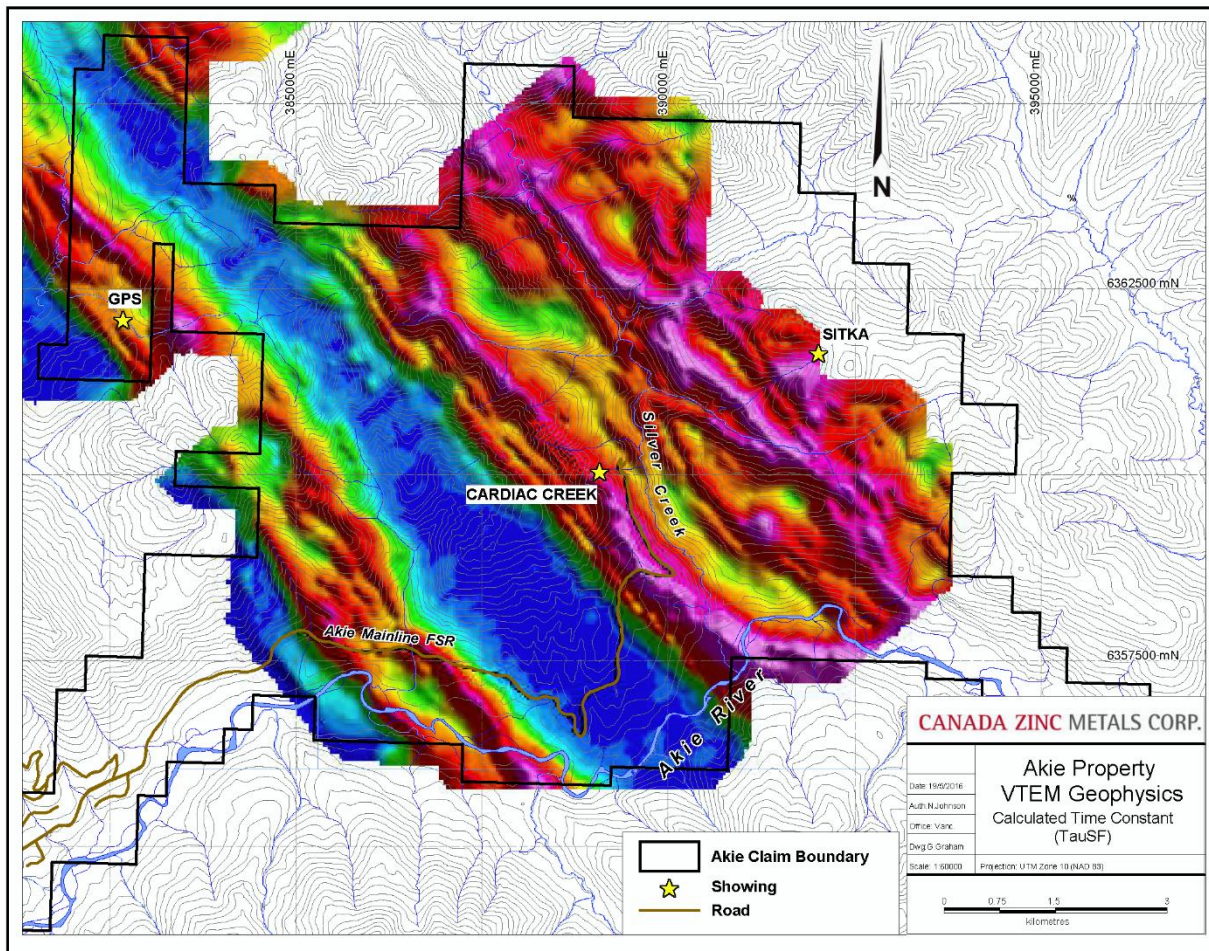 385000 mE
390000 mE
395000 mE
N
%
6362500 mN
GPS
SITKA
Silver Creek
CARDIAC CREEK
Akie Mainline FSR
6357500 mN
Akie River
CANADA ZINC METALS CORP.
Akie Property
VTEM Geophysics
Calculated Time Constant
(TauSF)
Date: 19/5/2016
Auth:N.Johnson
Office: Vanc.
Dwg:G.Graham
Scale: 1:60000
Projection: UTM Zone 10 (NAD 83)
0 0.75 1.5 3
kilometres
Akie Claim Boundary
Showing
Road